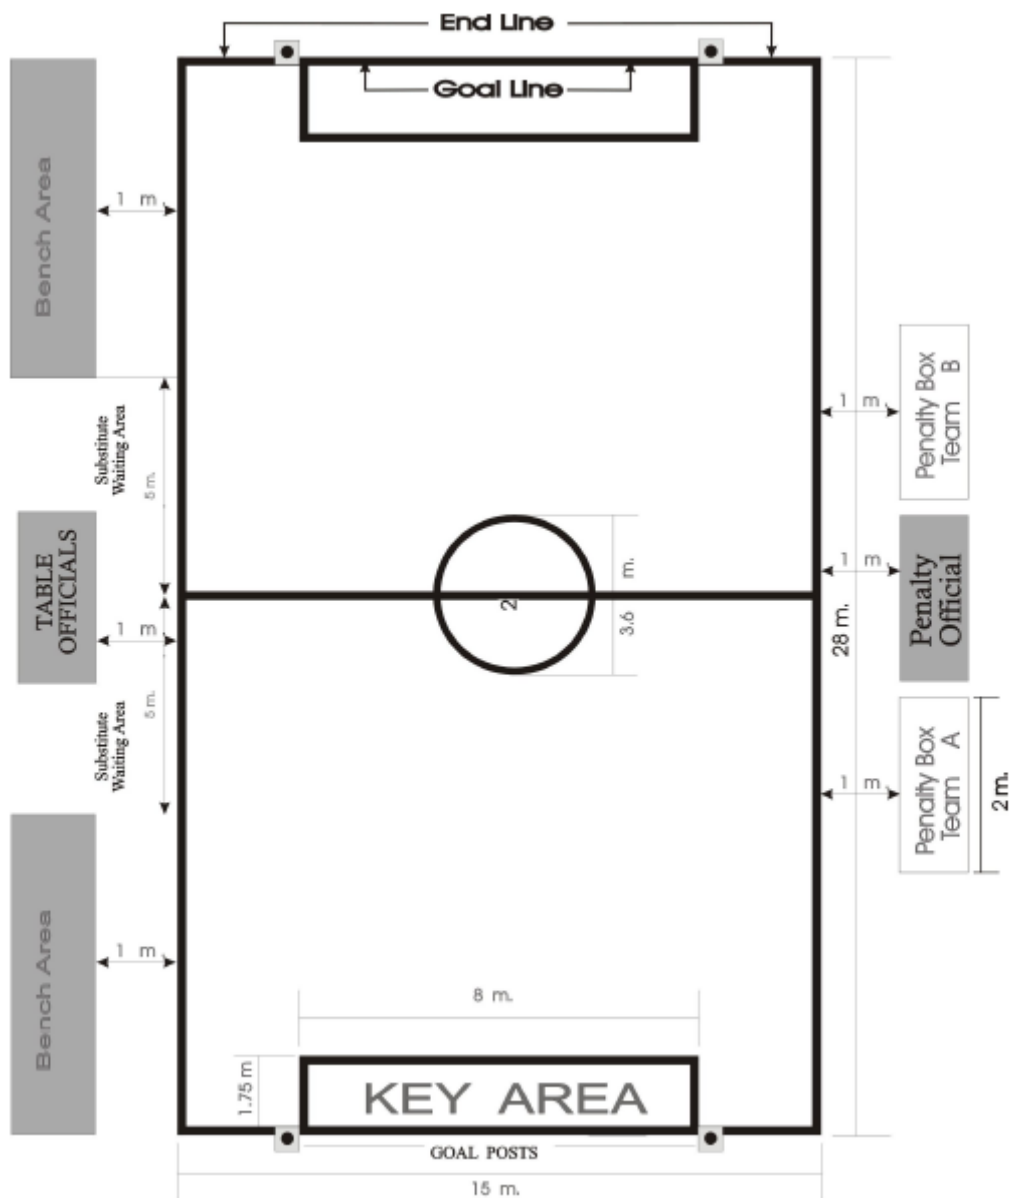 End Line
Goal Line
Bench Area
1 m.
Substitute
Waiting Area
5 m.
1 m.
Penalty Box
Team B
TABLE
OFFICIALS
1 m.
2
m.
3.6
1 m.
28 m.
Penalty
Official
Substitute
Waiting Area
5 m.
1 m.
Penalty Box
Team A
2 m.
Bench Area
1 m.
8 m.
1.75 m
KEY AREA
GOAL POSTS
15 m.